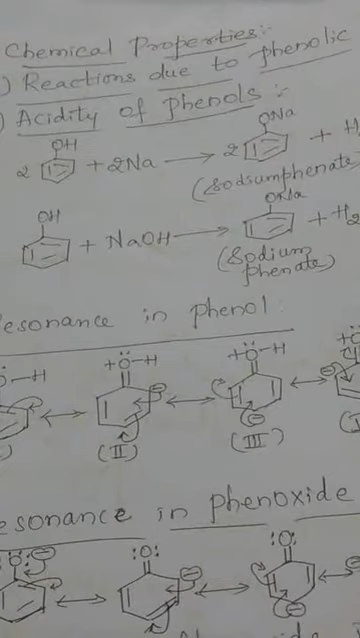 Chemical Properties:-
) Reactions due to phenolic
) Acidity of phenols :-
2 OH + 2Na → 2 ONa + H
(Sodiumphenate)
OH + NaOH → ONa + H2
(Sodium phenate)
esonance in phenol :
Ö-H ↔ +Ö-H ⊖ ↔ +Ö-H ⊖ ↔ ⊖
(II) (III)
esonance in phenoxide
:Ö: ⊖ ↔ :O: ⊖ ↔ :O: ⊖ ↔